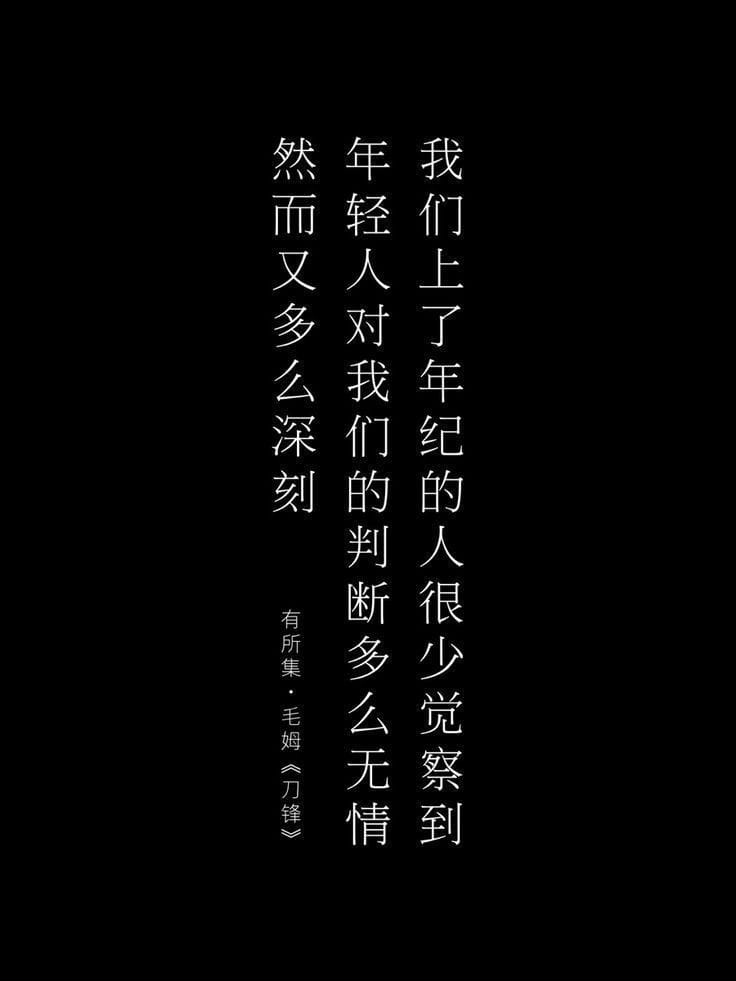 我们上了年纪的人很少觉察到
年轻人对我们的判断多么无情
然而又多么深刻
有所集·毛姆《刀锋》